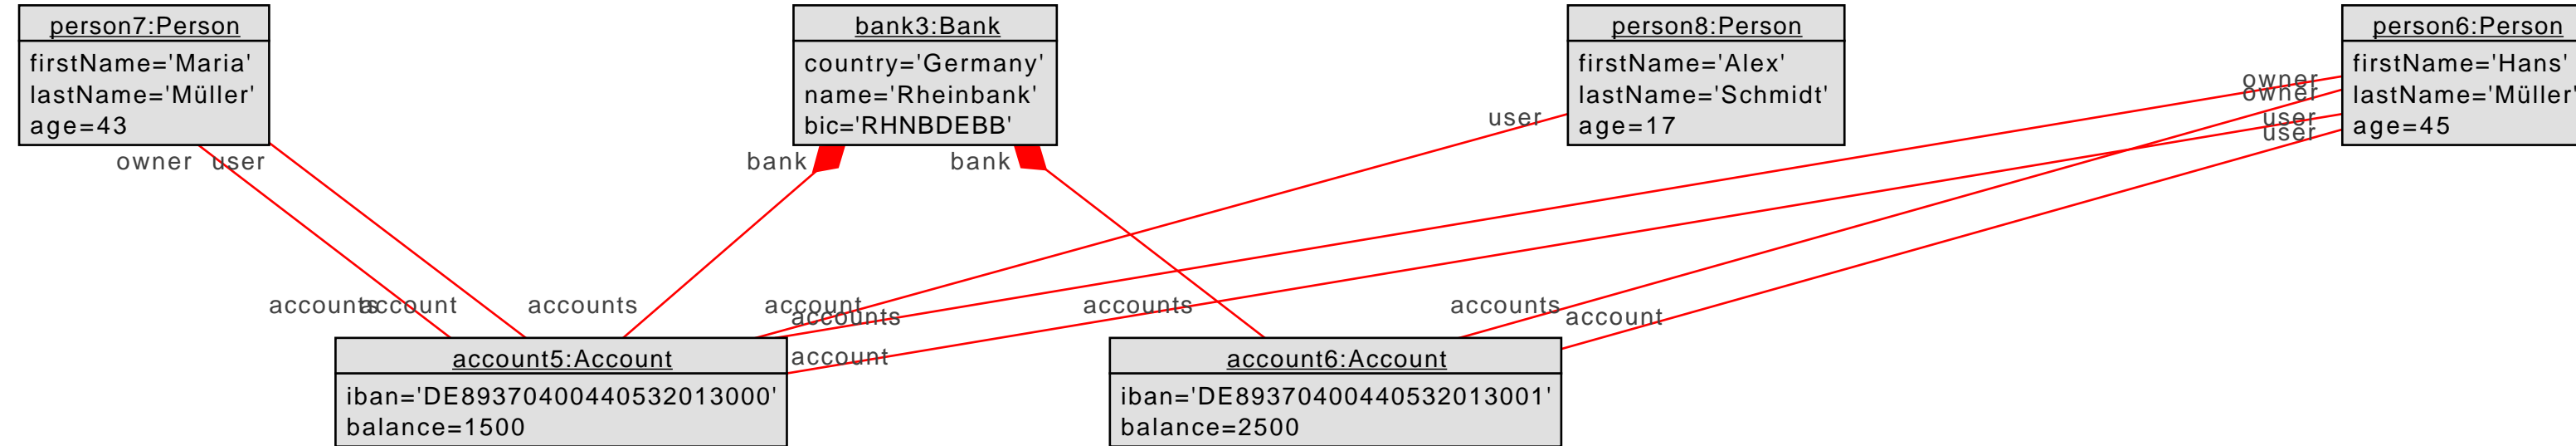 person7:Person
firstName='Maria'
lastName='Müller'
age=43
bank3:Bank
country='Germany'
name='Rheinbank'
bic='RHNBDEBB'
person8:Person
firstName='Alex'
lastName='Schmidt'
age=17
person6:Person
firstName='Hans'
lastName='Müller'
age=45
owner
owner
user
user
user
owner user
bank
bank
accounts
account
accounts
account
accounts
accounts
accounts
account
account
account5:Account
iban='DE89370400440532013000'
balance=1500
account6:Account
iban='DE89370400440532013001'
balance=2500